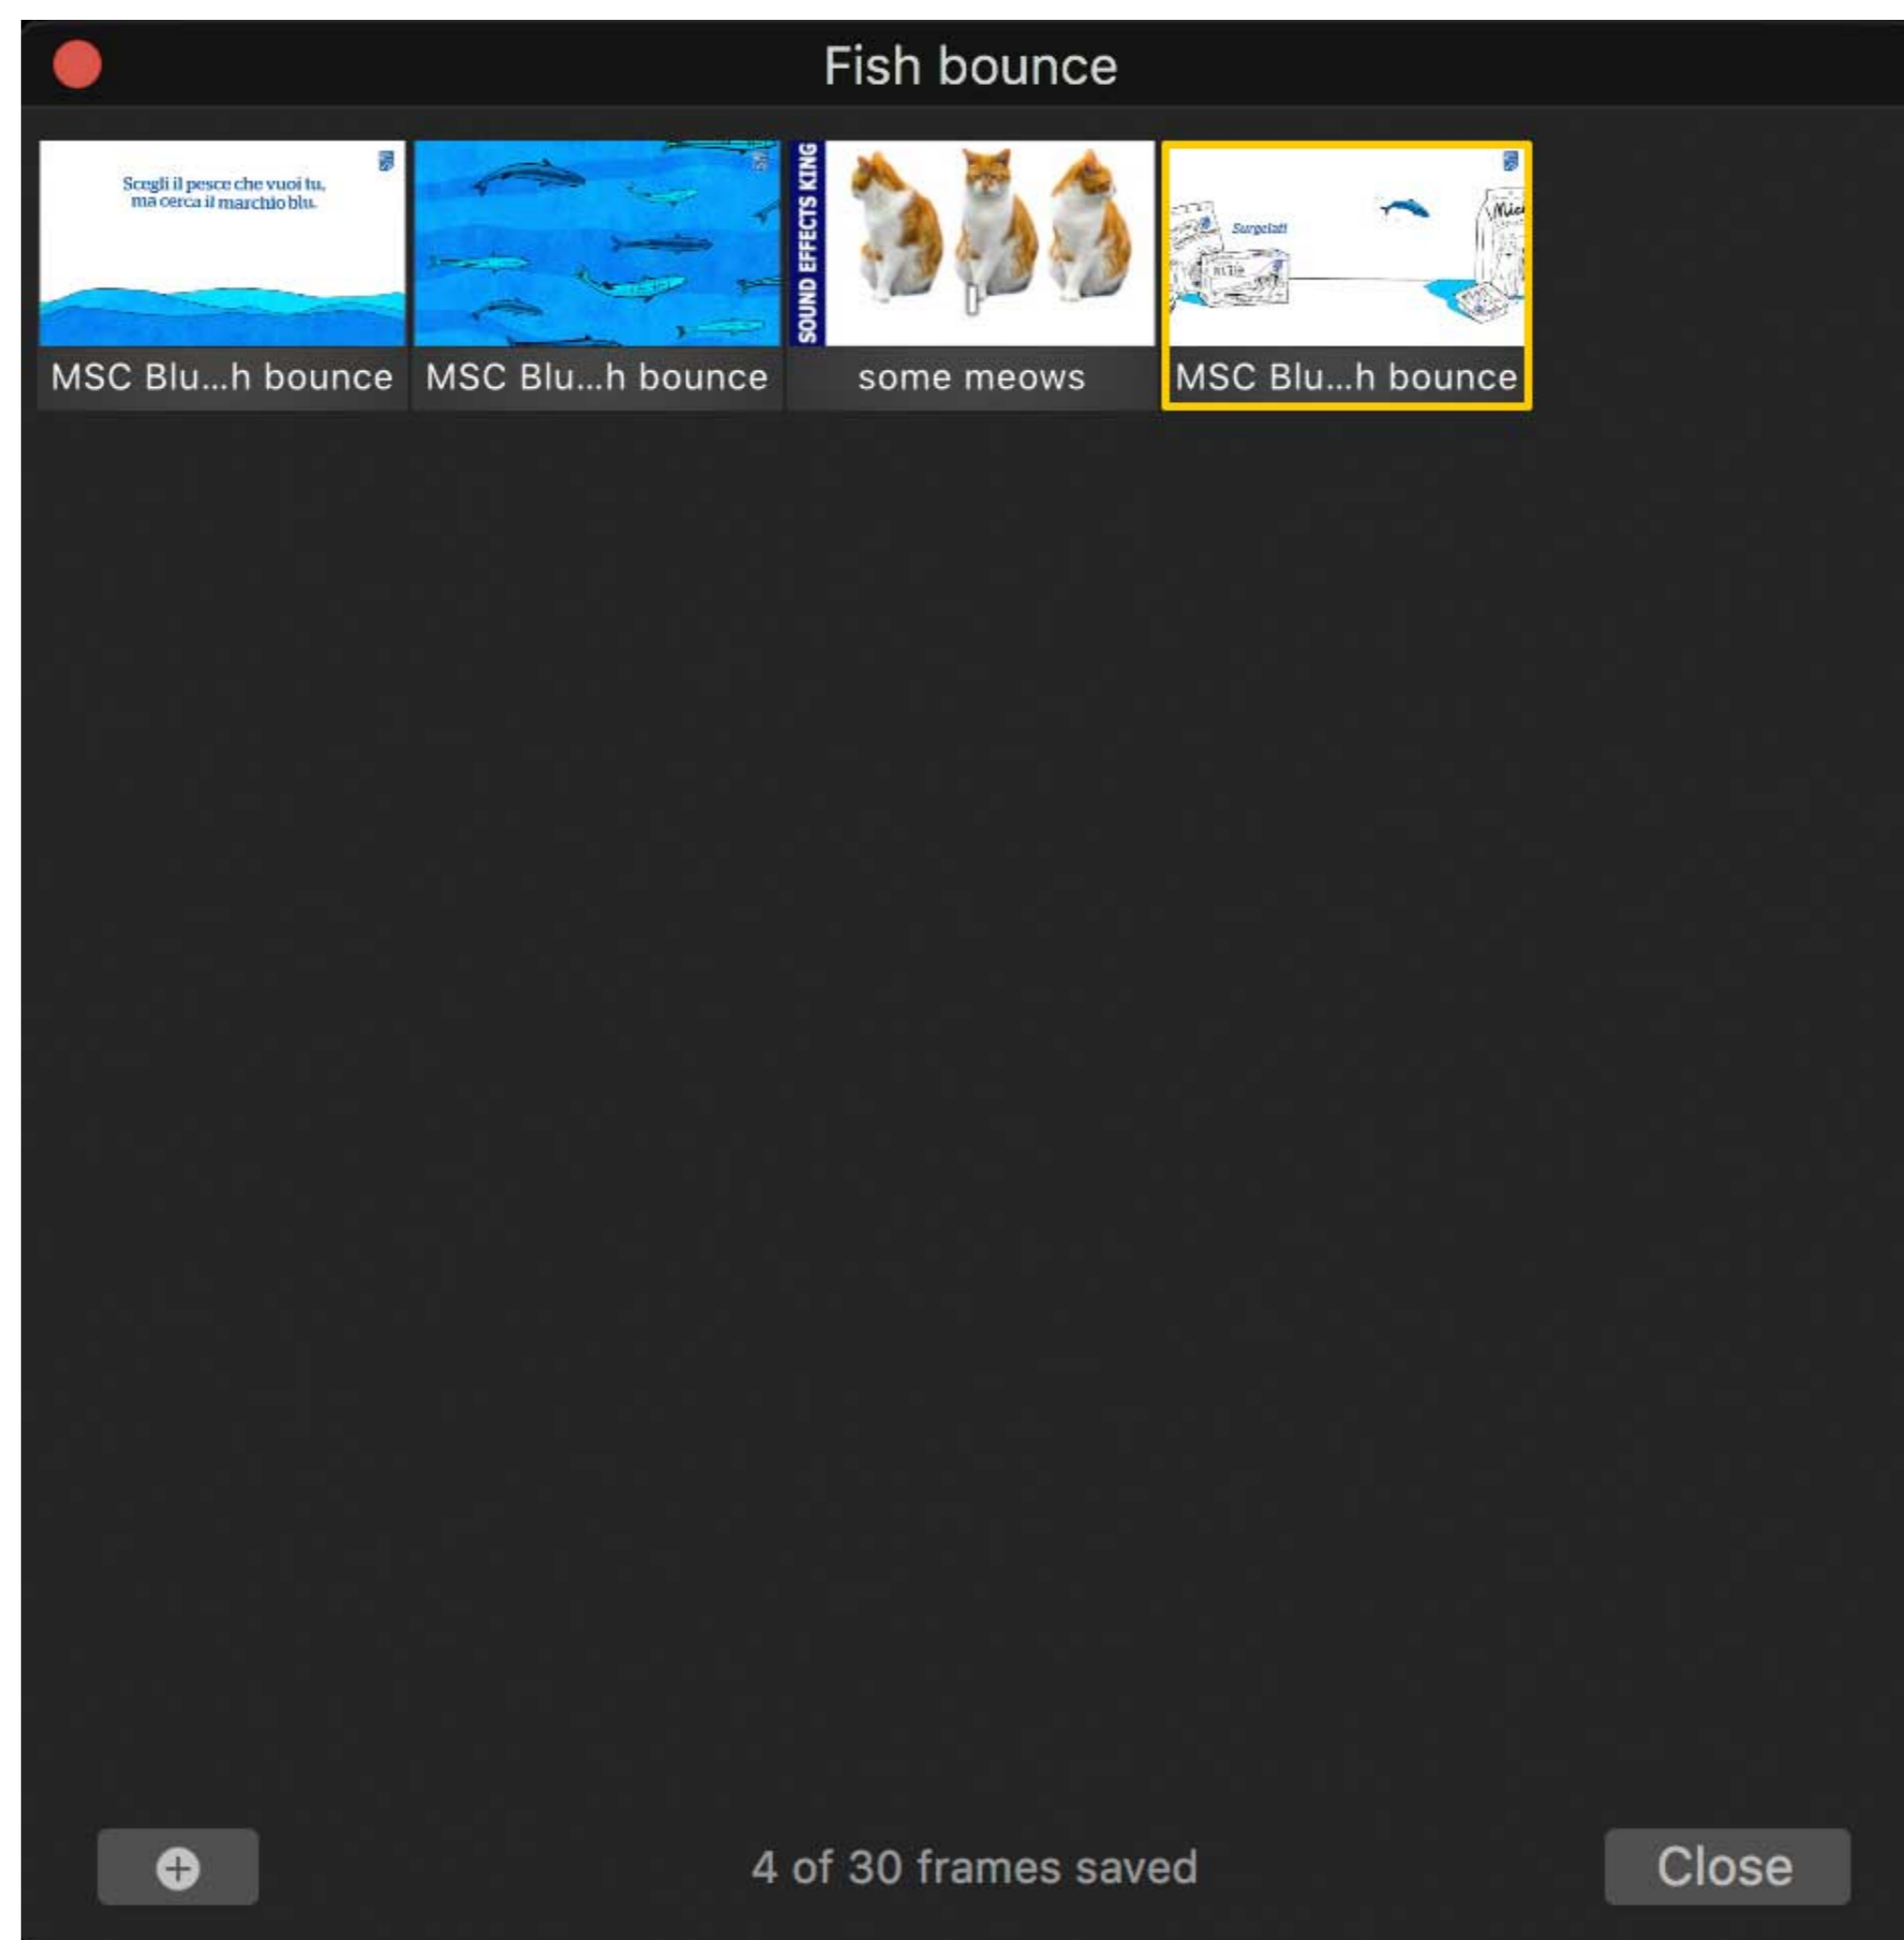 Fish bounce
Scegli il pesce che vuoi tu,
ma cerca il marchio blu.
SOUND EFFECTS KING
Surgelati
MSC Blu...h bounce
MSC Blu...h bounce
some meows
MSC Blu...h bounce
4 of 30 frames saved
Close